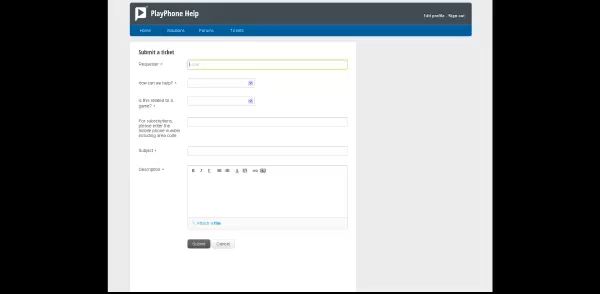 PlayPhone Help
Edit profile Sign out
Home Solutions Forums Tickets
Submit a ticket
Requester *
How can we help? *
Is this related to a
game? *
For subscriptions,
please enter the
mobile phone number
including area code
Subject *
Description *
B I U
Attach a file
Submit Cancel